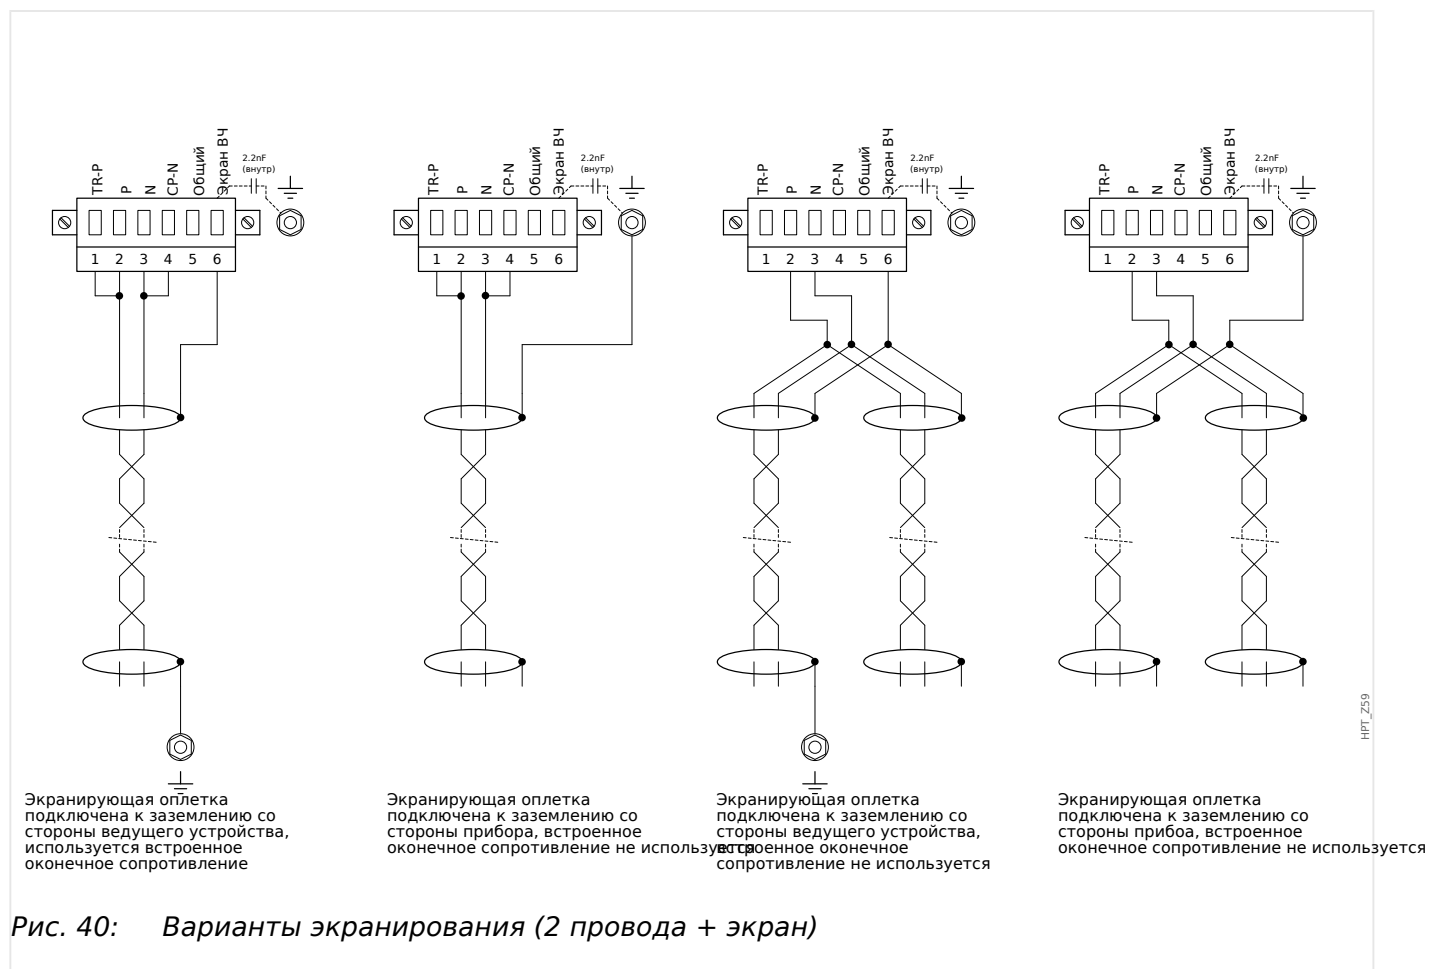 TR-P
P
N
CP-N
Общий
Экран ВЧ
2.2nF
(внутр)
1 2 3 4 5 6
TR-P
P
N
CP-N
Общий
Экран ВЧ
2.2nF
(внутр)
1 2 3 4 5 6
TR-P
P
N
CP-N
Общий
Экран ВЧ
2.2nF
(внутр)
1 2 3 4 5 6
TR-P
P
N
CP-N
Общий
Экран ВЧ
2.2nF
(внутр)
1 2 3 4 5 6
HPT_Z59
Экранирующая оплетка
подключена к заземлению со
стороны ведущего устройства,
используется встроенное
оконечное сопротивление
Экранирующая оплетка
подключена к заземлению со
стороны прибора, встроенное
оконечное сопротивление не используется
Экранирующая оплетка
подключена к заземлению со
стороны ведущего устройства,
встроенное оконечное
сопротивление не используется
Экранирующая оплетка
подключена к заземлению со
стороны прибоа, встроенное
оконечное сопротивление не используется
Рис. 40: Варианты экранирования (2 провода + экран)